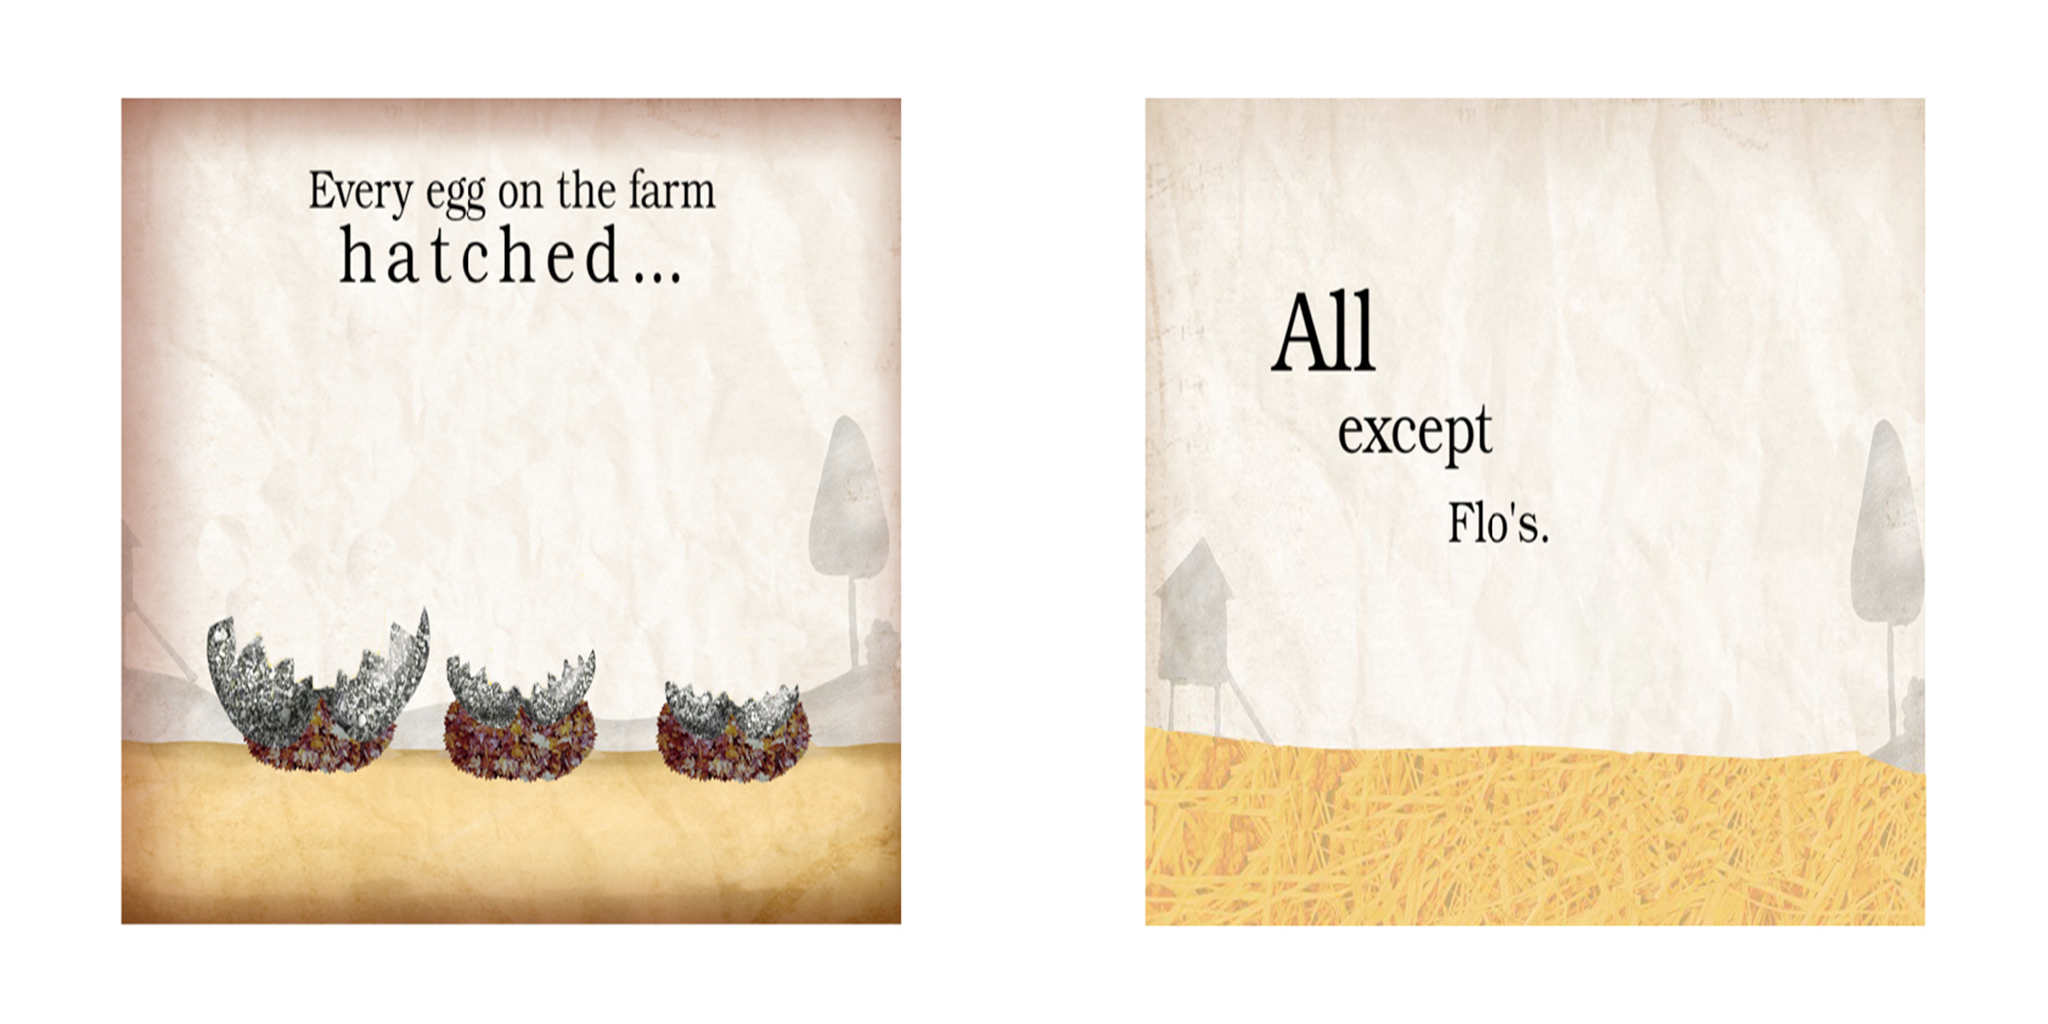 Every egg on the farm
hatched...
All
except
Flo's.